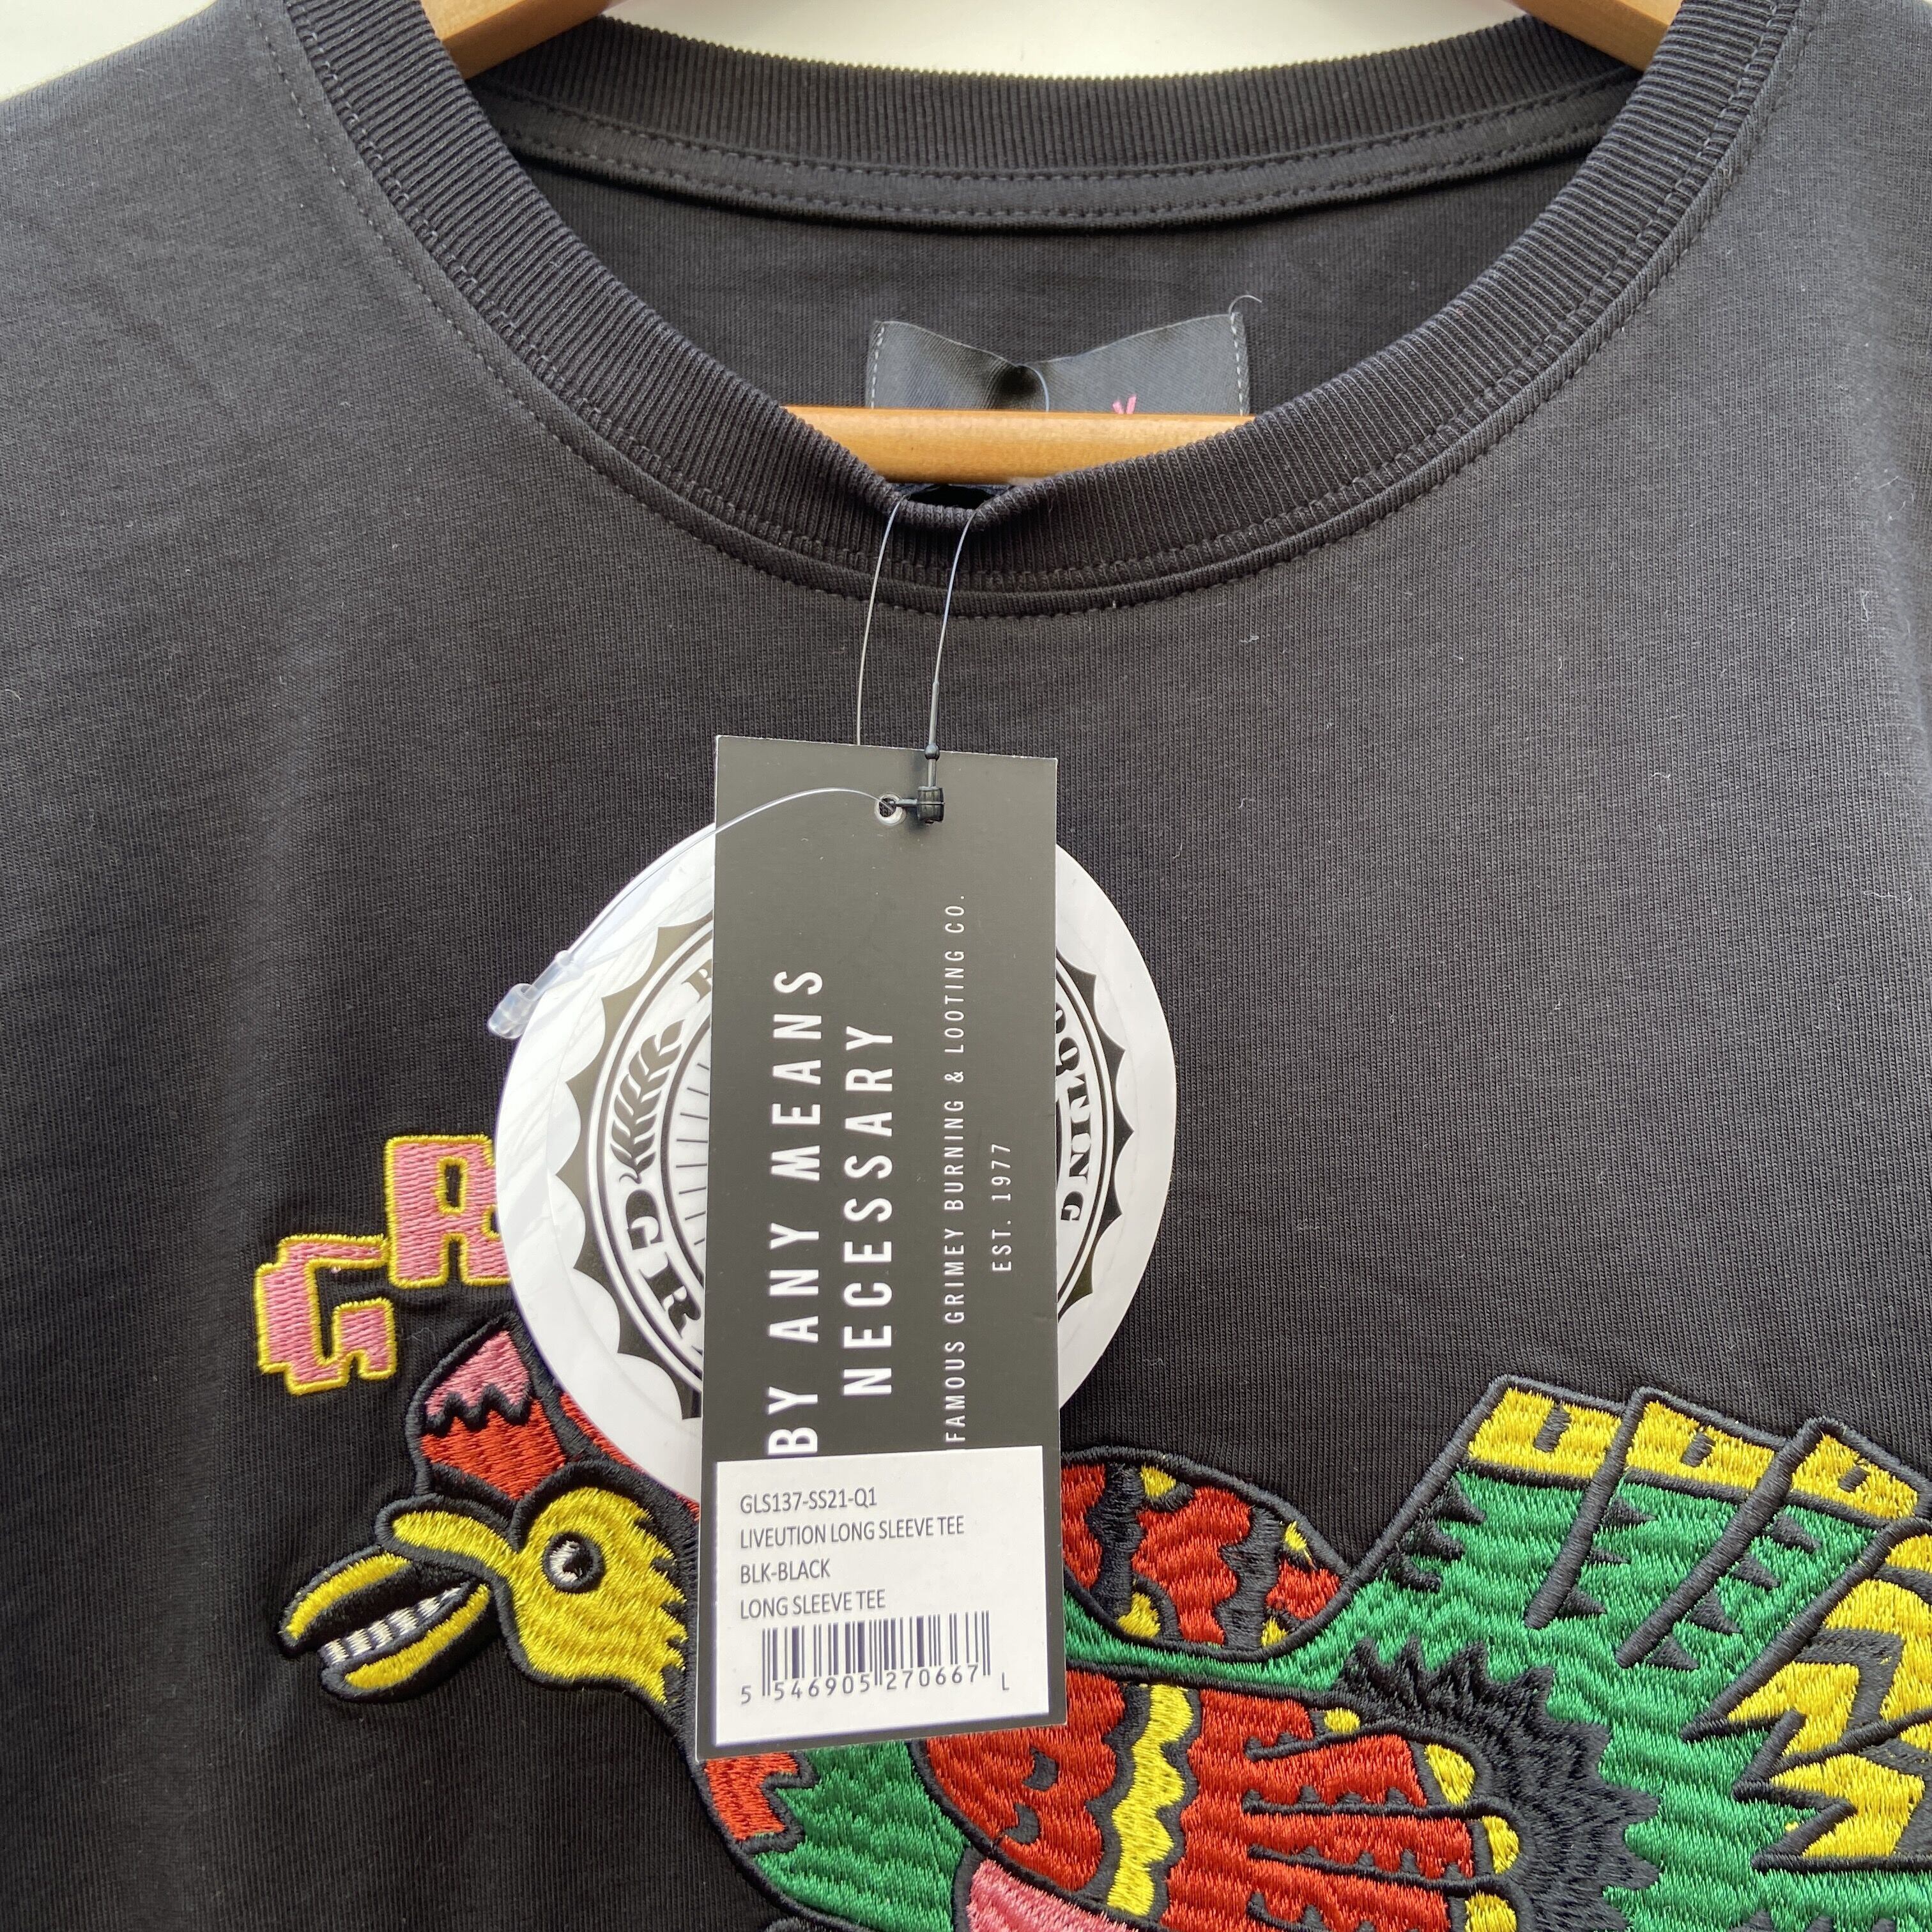 BY ANY MEANS
NECESSARY
FAMOUS GRIMEY BURNING & LOOTING CO.
EST. 1977
GR
GR
GLS137-SS21-Q1
LIVEUTION LONG SLEEVE TEE
BLK-BLACK
LONG SLEEVE TEE
5 546905 270667 L